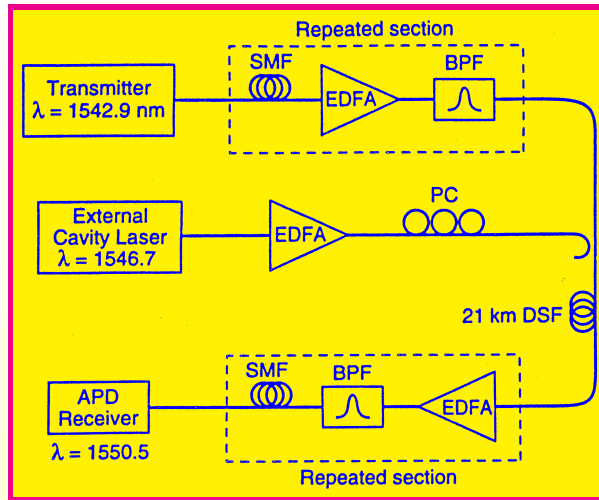 Repeated section
SMF
BPF
Transmitter
λ = 1542.9 nm
EDFA
PC
External
Cavity Laser
λ = 1546.7
EDFA
21 km DSF
SMF
BPF
APD
Receiver
EDFA
λ = 1550.5
Repeated section